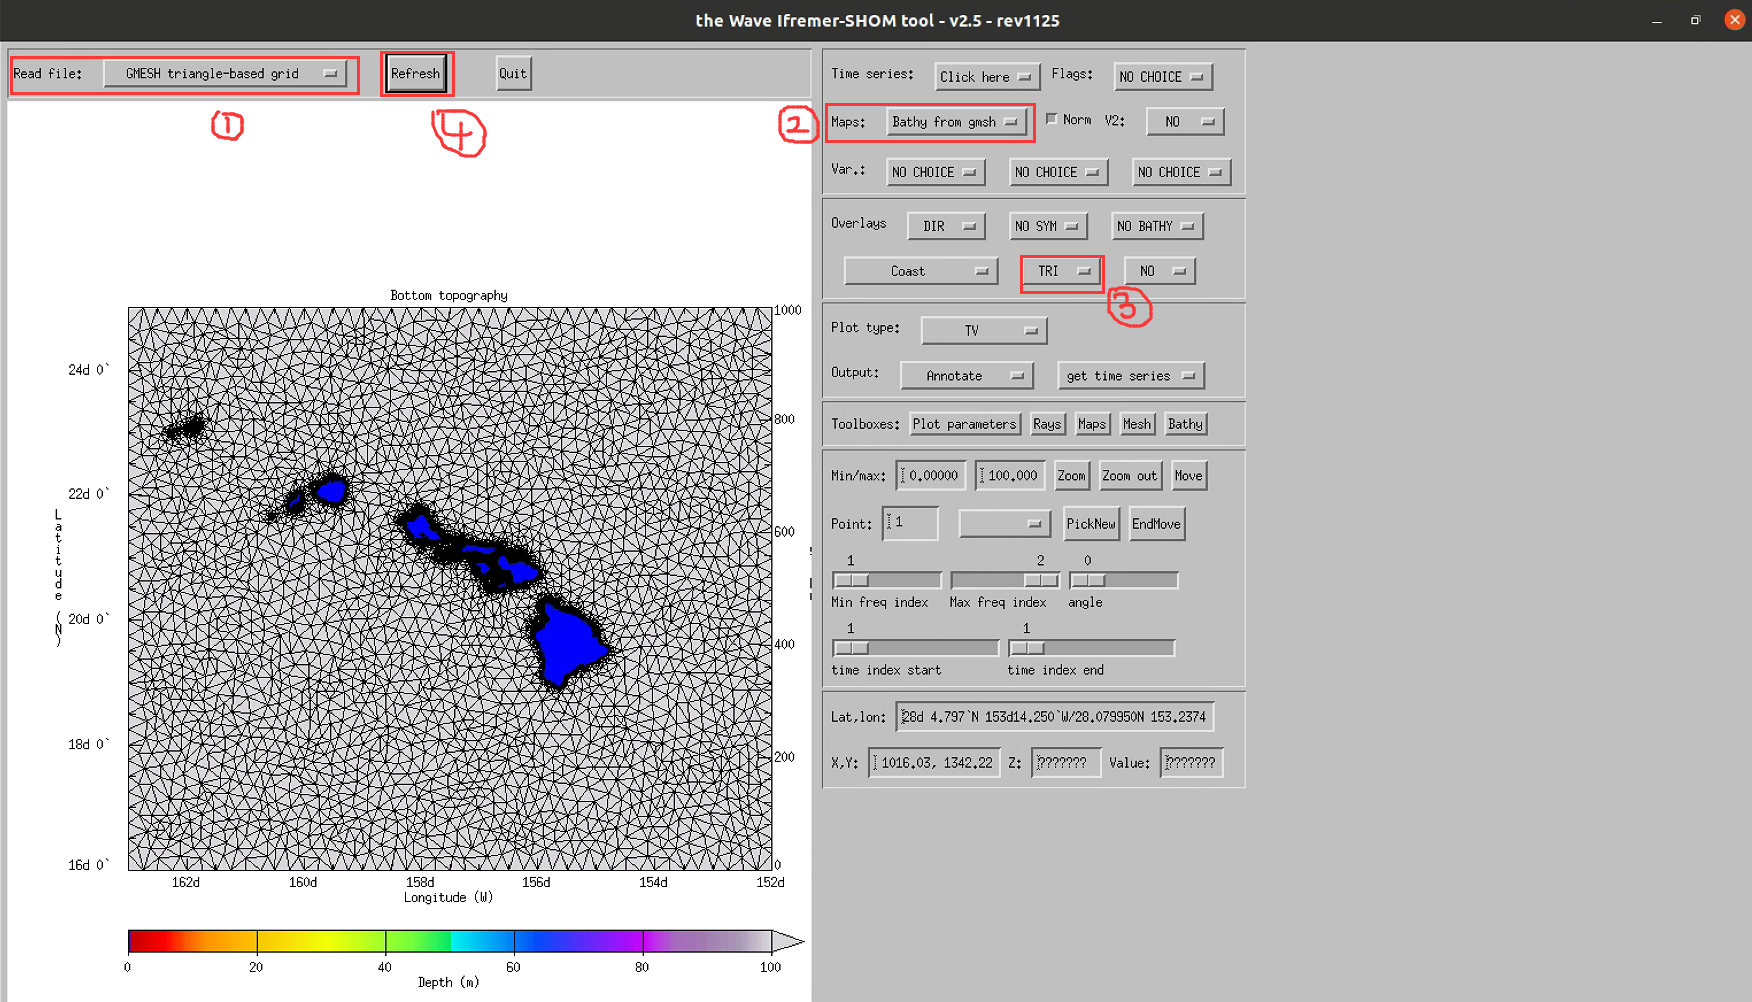 the Wave Ifremer-SHOM tool - v2.5 - rev1125
Read file: GMESH triangle-based grid Refresh Quit
① ④ ②
Time series: Click here Flags: NO CHOICE
Maps: Bathy from gmsh Norm V2: NO
Var.: NO CHOICE NO CHOICE NO CHOICE
Overlays DIR NO SYM NO BATHY
Coast TRI NO
③
Plot type: TV
Output: Annotate get time series
Toolboxes: Plot parameters Rays Maps Mesh Bathy
Min/max: 0.00000 100.000 Zoom Zoom out Move
Point: 1 PickNew EndMove
1 2 0
Min freq index Max freq index angle
1 1
time index start time index end
Lat,lon: 28d 4.797`N 153d14.250`W/28.079950N 153.2374
X,Y: 1016.03, 1342.22 Z: ??????? Value: ???????
Bottom topography
1000
24d 0`
800
22d 0`
600
Latitude (N)
20d 0`
400
18d 0`
200
16d 0`
0
162d 160d 158d 156d 154d 152d
Longitude (W)
0 20 40 60 80 100
Depth (m)